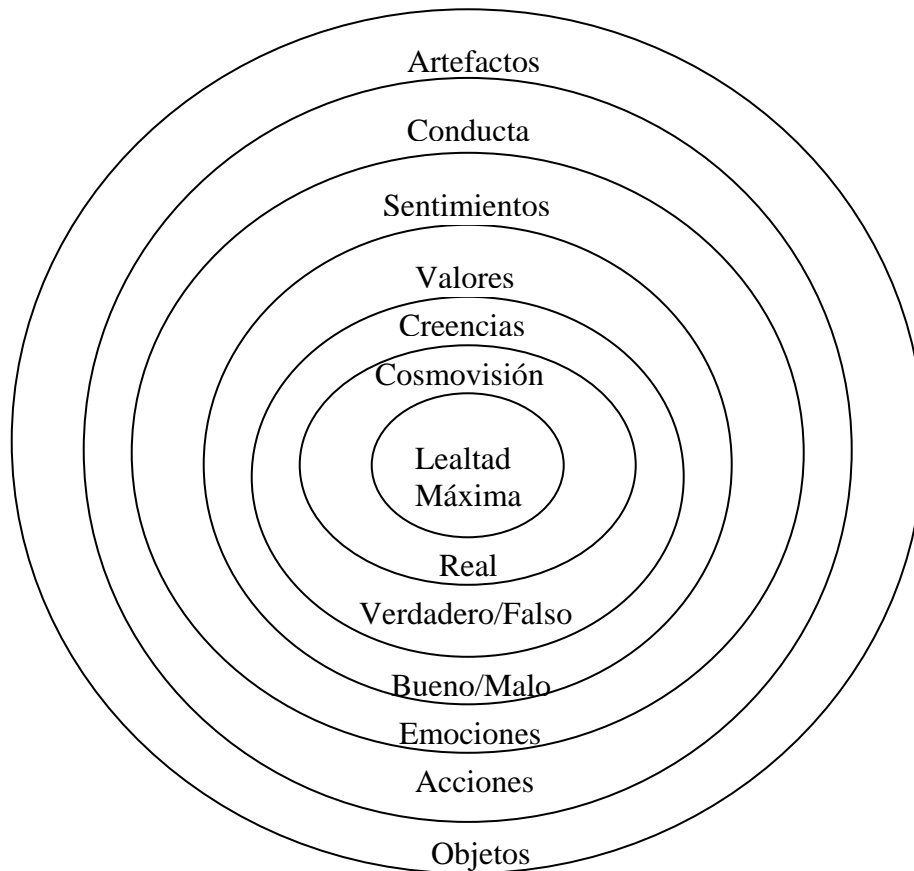 Artefactos
Conducta
Sentimientos
Valores
Creencias
Cosmovisión
Lealtad
Máxima
Real
Verdadero/Falso
Bueno/Malo
Emociones
Acciones
Objetos